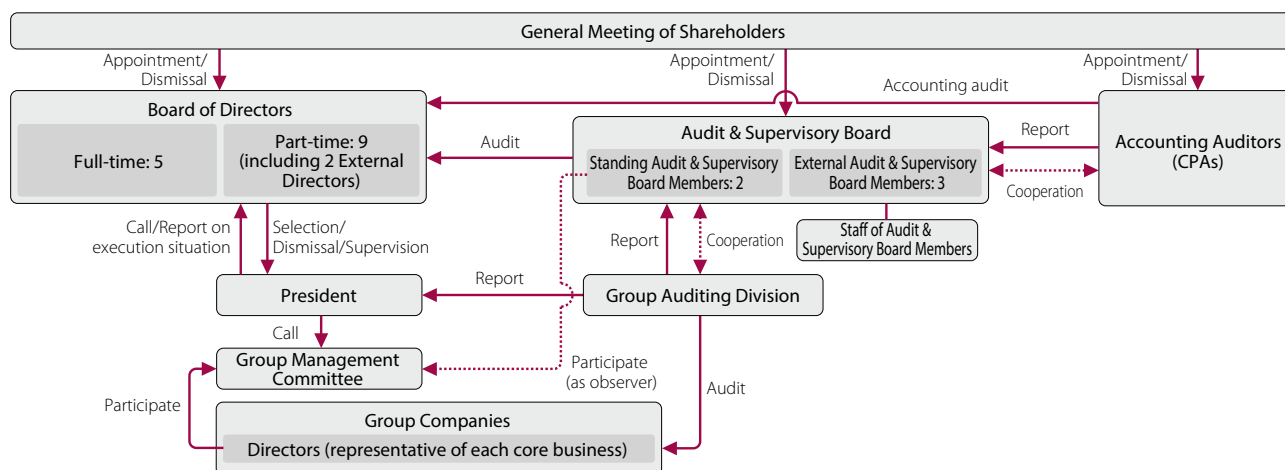 General Meeting of Shareholders
Appointment/
Dismissal
Appointment/
Dismissal
Appointment/
Dismissal
Accounting audit
Board of Directors
Full-time: 5
Part-time: 9
(including 2 External
Directors)
Audit
Audit & Supervisory Board
Standing Audit & Supervisory
Board Members: 2
External Audit & Supervisory
Board Members: 3
Report
Cooperation
Accounting Auditors
(CPAs)
Call/Report on
execution situation
Selection/
Dismissal/Supervision
Report
Cooperation
Staff of Audit &
Supervisory Board Members
President
Report
Group Auditing Division
Call
Group Management
Committee
Participate
(as observer)
Audit
Participate
Group Companies
Directors (representative of each core business)